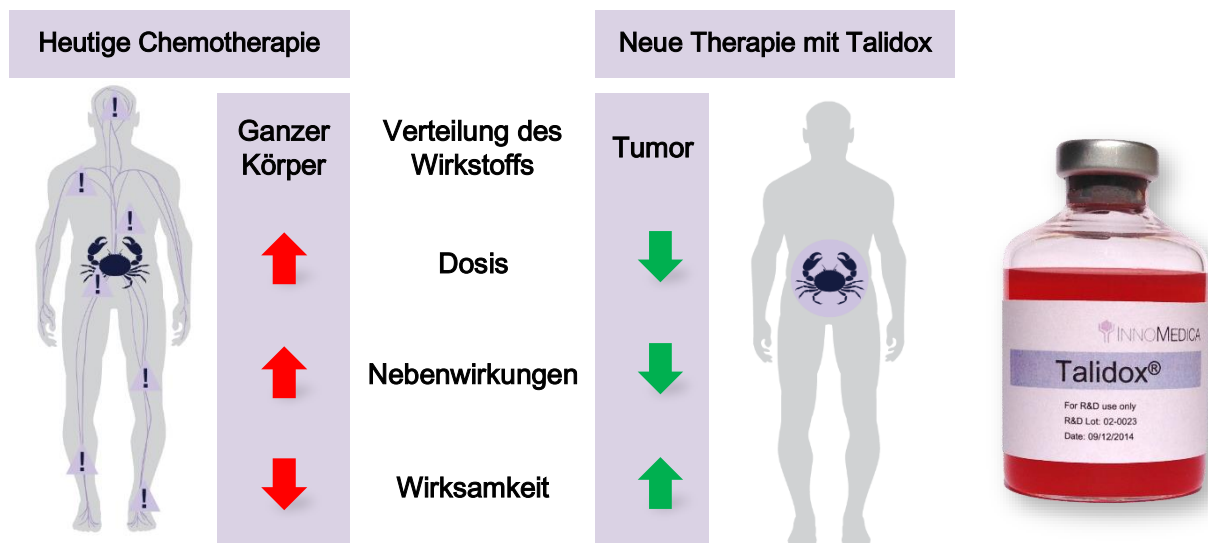 Heutige Chemotherapie
Neue Therapie mit Talidox
Ganzer
Körper
Verteilung des
Wirkstoffs
Tumor
Dosis
Nebenwirkungen
Wirksamkeit
!
!
!
!
!
!
!
INNOMEDICA
Talidox®
For R&D use only
R&D Lot: 02-0023
Date: 09/12/2014